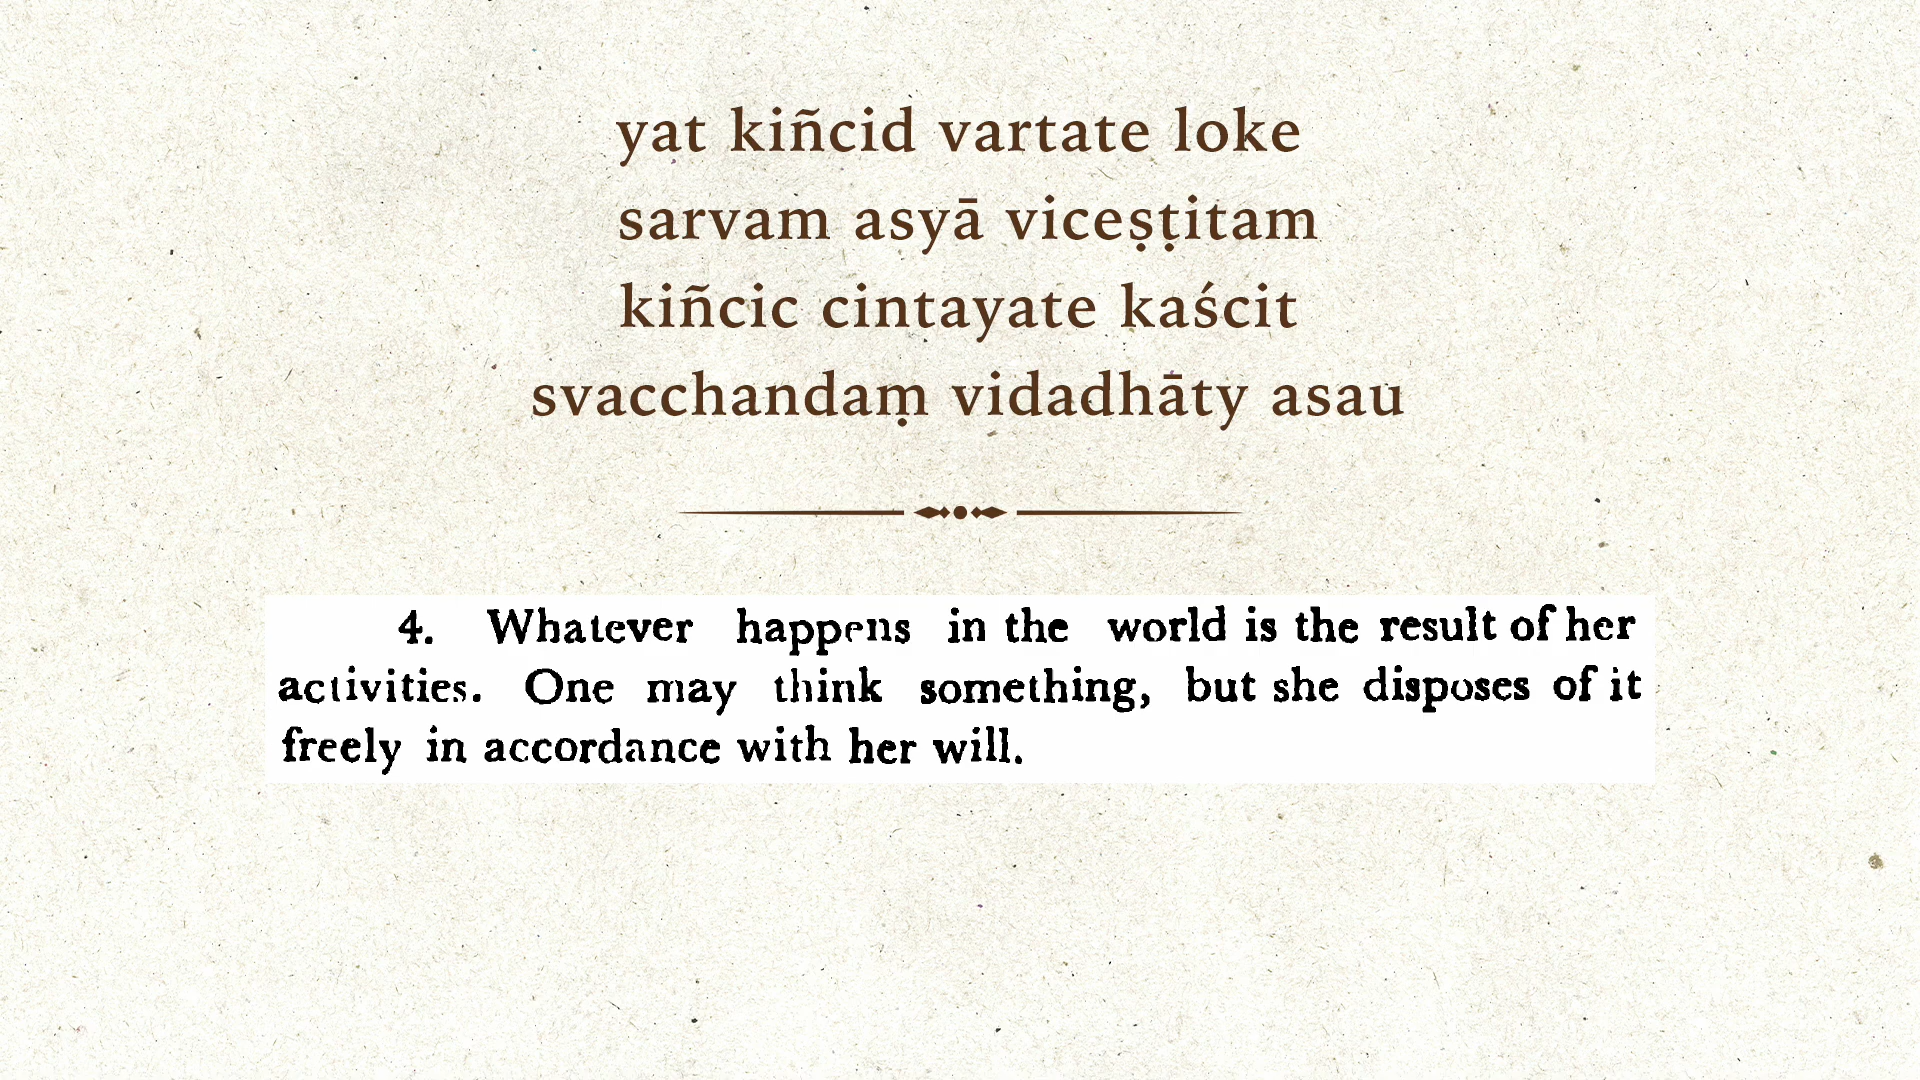 yat kiñcid vartate loke
sarvam asyā viceṣṭitam
kiñcic cintayate kaścit
svacchandaṃ vidadhāty asau
4. Whatever happens in the world is the result of her
activities. One may think something, but she disposes of it
freely in accordance with her will.